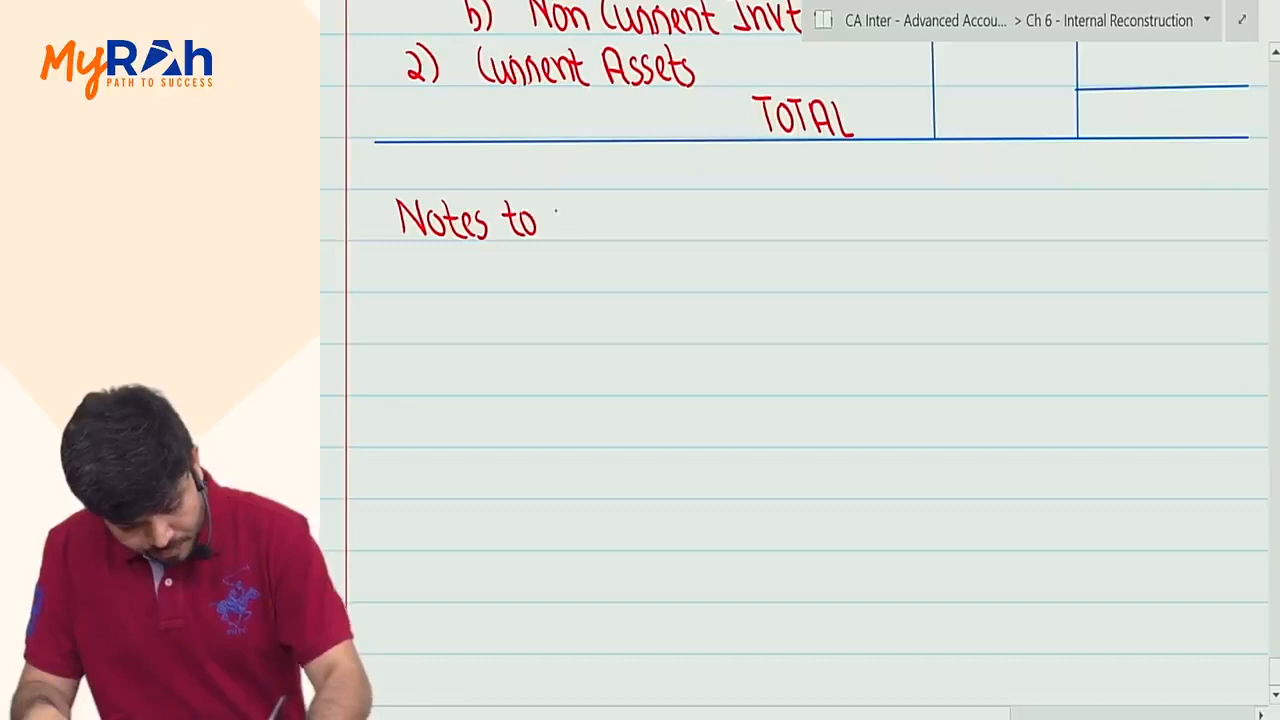 b) Non Current Invt
CA Inter - Advanced Accou... > Ch 6 - Internal Reconstruction
MyRAh
PATH TO SUCCESS
2) Current Assets
TOTAL
Notes to